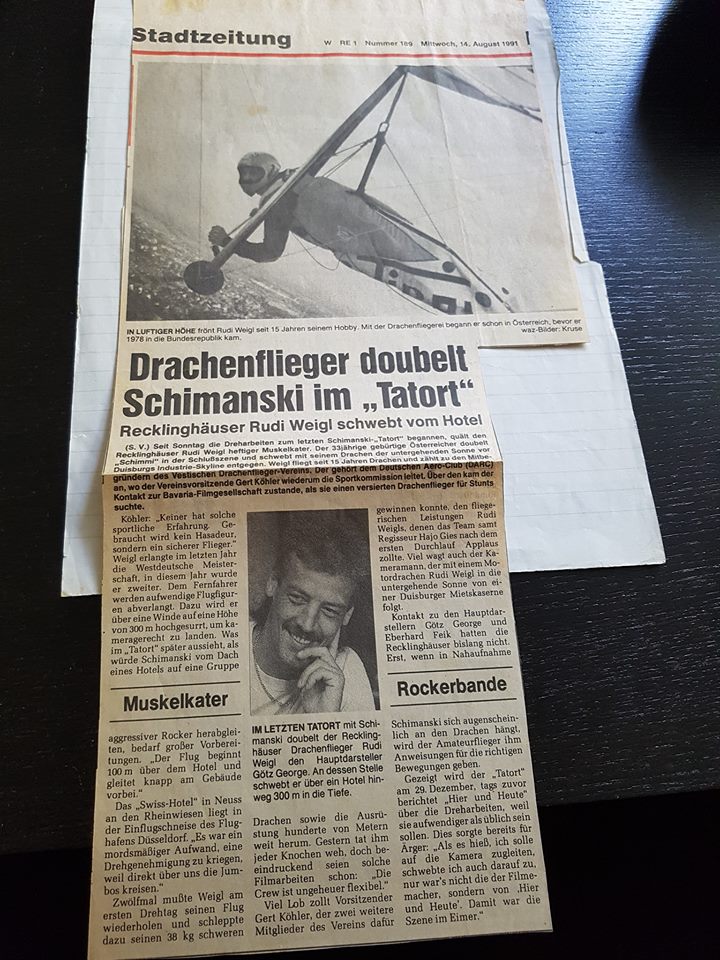 Stadtzeitung
W RE 1 Nummer 189 Mittwoch, 14. August 1991
IN LUFTIGER HÖHE frönt Rudi Weigl seit 15 Jahren seinem Hobby. Mit der Drachenfliegerei begann er schon in Österreich, bevor er
1978 in die Bundesrepublik kam.
waz-Bilder: Kruse
Drachenflieger doubelt
Schimanski im „Tatort“
Recklinghäuser Rudi Weigl schwebt vom Hotel
(S. V.) Seit Sonntag die Dreharbeiten zum letzten Schimanski-„Tatort“ begannen, quält den
Recklinghäuser Rudi Weigl heftiger Muskelkater. Der 33jährige gebürtige Österreicher doubelt
„Schimmi“ in der Schlußszene und schwebt mit seinem Drachen der untergehenden Sonne vor
Duisburgs Industrie-Skyline entgegen. Weigl fliegt seit 15 Jahren Drachen und zählt zu den Mitbe-
gründern des Vestischen Drachenflieger-Vereins. Der gehört dem Deutschen Aero-Club (DARC)
an, wo der Vereinsvorsitzende Gert Köhler wiederum die Sportkommission leitet. Über den kam der
Kontakt zur Bavaria-Filmgesellschaft zustande, als sie einen versierten Drachenflieger für Stunts
suchte.
Köhler: „Keiner hat solche
sportliche Erfahrung. Ge-
braucht wird kein Hasadeur,
sondern ein sicherer Flieger.“
Weigl erlangte im letzten Jahr
die Westdeutsche Meister-
schaft, in diesem Jahr wurde
er zweiter. Dem Fernfahrer
werden aufwendige Flugfigu-
ren abverlangt. Dazu wird er
über eine Winde auf eine Höhe
von 300 m hochgesurrt, um ka-
meragerecht zu landen. Was
im „Tatort“ später aussieht, als
würde Schimanski vom Dach
eines Hotels auf eine Gruppe
Muskelkater
aggressiver Rocker herabglei-
ten, bedarf großer Vorberei-
tungen. „Der Flug beginnt
100 m über dem Hotel und
gleitet knapp am Gebäude
vorbei.“
Das „Swiss-Hotel“ in Neuss
an den Rheinwiesen liegt in
der Einflugschneise des Flug-
hafens Düsseldorf. „Es war ein
mordsmäßiger Aufwand, eine
Drehgenehmigung zu kriegen,
weil direkt über uns die Jum-
bos kreisen.“
Zwölfmal mußte Weigl am
ersten Drehtag seinen Flug
wiederholen und schleppte
dazu seinen 38 kg schweren
IM LETZTEN TATORT mit Schi-
manski doubelt der Reckling-
häuser Drachenflieger Rudi
Weigl den Hauptdarsteller
Götz George. An dessen Stelle
schwebt er über ein Hotel hin-
weg 300 m in die Tiefe.
Drachen sowie die Ausrü-
stung hunderte von Metern
weit herum. Gestern tat ihm
jeder Knochen weh, doch be-
eindruckend seien solche
Filmarbeiten schon: „Die
Crew ist ungeheuer flexibel.“
Viel Lob zollt Vorsitzender
Gert Köhler, der zwei weitere
Mitglieder des Vereins dafür
gewinnen konnte, den fliege-
rischen Leistungen Rudi
Weigls, denen das Team samt
Regisseur Hajo Gies nach dem
ersten Durchlauf Applaus
zollte. Viel wagt auch der Ka-
meramann, der mit einem Mo-
tordrachen Rudi Weigl in die
untergehende Sonne von ei-
ner Duisburger Mietskaserne
folgt.
Kontakt zu den Hauptdar-
stellern Götz George und
Eberhard Feik hatten die
Recklinghäuser bislang nicht.
Erst, wenn in Nahaufnahme
Rockerbande
Schimanski sich augenschein-
lich an den Drachen hängt,
wird der Amateurflieger ihm
Anweisungen für die richtigen
Bewegungen geben.
Gezeigt wird der „Tatort“
am 29. Dezember, tags zuvor
berichtet „Hier und Heute“
über die Dreharbeiten, weil
sie aufwendiger als üblich sein
sollen. Dies sorgte bereits für
Ärger: „Als es hieß, ich solle
auf die Kamera zugleiten,
schwebte ich auch darauf zu,
nur war's nicht die der Filme-
macher, sondern von ‚Hier
und Heute‘. Damit war die
Szene im Eimer.“